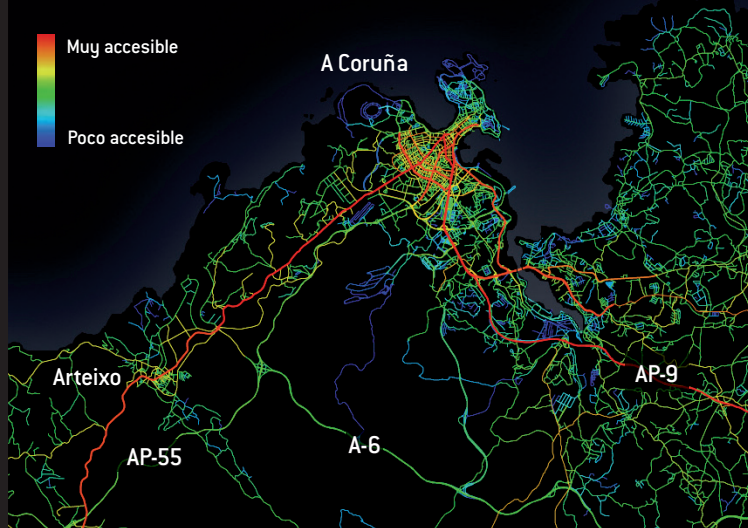 Muy accesible
Poco accesible
A Coruña
Arteixo
AP-9
A-6
AP-55